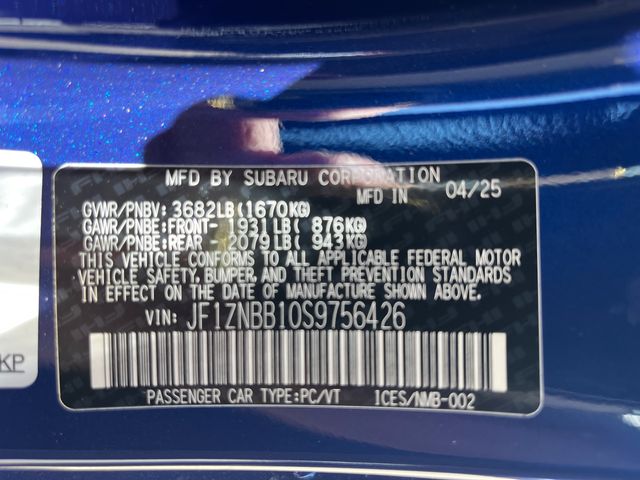 MFD BY SUBARU CORPORATION
MFD IN 04/25
GVWR/PNBV: 3682LB(1670KG)
GAWR/PNBE:FRONT- 1931LB( 876KG)
GAWR/PNBE:REAR - 2079LB( 943KG)
THIS VEHICLE CONFORMS TO ALL APPLICABLE FEDERAL MOTOR
VEHICLE SAFETY, BUMPER, AND THEFT PREVENTION STANDARDS
IN EFFECT ON THE DATE OF MANUFACTURE SHOWN ABOVE.
VIN: JF1ZNBB10S9756426
PASSENGER CAR TYPE:PC/VT ICES/NMB-002
KP